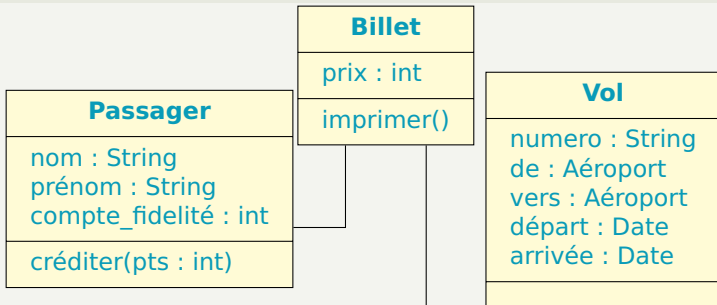 Billet
prix : int
imprimer()
Passager
nom : String
prénom : String
compte_fidelité : int
créditer(pts : int)
Vol
numero : String
de : Aéroport
vers : Aéroport
départ : Date
arrivée : Date